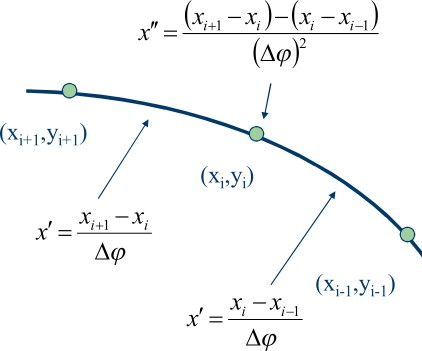 x″ = ((x_{i+1} − x_i) − (x_i − x_{i−1})) / (Δφ)²
(x_{i+1},y_{i+1})
(x_i,y_i)
x′ = (x_{i+1} − x_i) / Δφ
(x_{i-1},y_{i-1})
x′ = (x_i − x_{i−1}) / Δφ